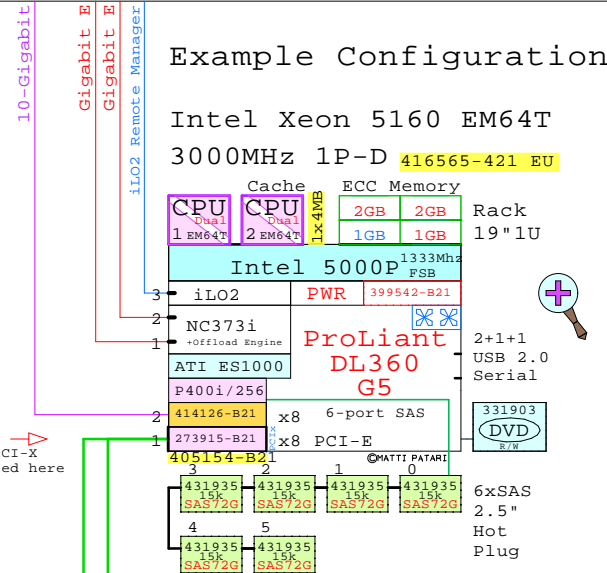 10-Gigabit
Gigabit E
Gigabit E
iLO2 Remote Manager
Example Configuration
Intel Xeon 5160 EM64T
3000MHz 1P-D 416565-421 EU
Cache ECC Memory
CPU Dual 1 EM64T
CPU Dual 2 EM64T
1x4MB
2GB 2GB
1GB 1GB
Rack
19"1U
Intel 5000P 1333Mhz FSB
3 iLO2 PWR 399542-B21
2 NC373i
1 +Offload Engine
ProLiant
DL360
G5
2+1+1
USB 2.0
Serial
ATI ES1000
P400i/256
2 414126-B21 x8 6-port SAS
1 273915-B21 x8 PCI-E
PCIx
405154-B21
©MATTI PATARI
331903
DVD
R/W
CI-X
ed here
3 2 1 0
431935 431935 431935 431935
15k 15k 15k 15k
SAS72G SAS72G SAS72G SAS72G
4 5
431935 431935
15k 15k
SAS72G SAS72G
6xSAS
2.5"
Hot
Plug